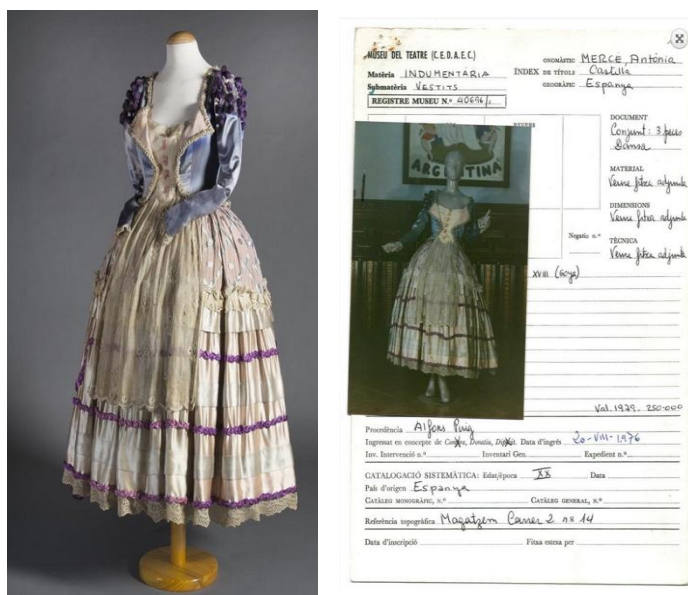 MUSEU DEL TEATRE (C.E.D.A.E.C.)
ONOMÀSTIC MERCE, Antònia
Matèria INDUMENTÀRIA
ÍNDEX DE TÍTOLS Castilla
Submatèria VESTITS
GEOGRÀFIC Espanya
REGISTRE MUSEU N.º 40696/1
DOCUMENT
Conjunt: 3 peces
Dansa
MATERIAL
Veure fitxa adjunta
DIMENSIONS
Veure fitxa adjunta
TÈCNICA
Veure fitxa adjunta
Negatiu n.º
ARGENTINA
XVIII (Goya)
Val. 1979. 250.000
Procedència Alfons Puig
Ingressat en concepte de Compra, Donatiu, Dipòsit. Data d'ingrés 20-VIII-1976
Inv. Intervenció n.º Inventari Gen. Expedient n.º
CATALOGACIÓ SISTEMÀTICA: Edat/època XX Data
País d'origen Espanya
CATÀLEG MONOGRÀFIC, N.º CATÀLEG GENERAL, N.º
Referència topogràfica Magatzem Carrer 2 nº 14
Data d'inscripció Fitxa estesa per